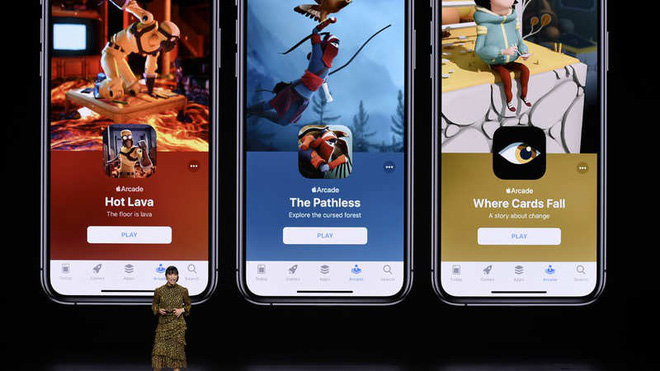 Arcade
Hot Lava
The floor is lava
PLAY
Today
Games
Apps
Arcade
Search
Arcade
The Pathless
Explore the cursed forest
PLAY
Today
Games
Apps
Arcade
Search
Arcade
Where Cards Fall
A story about change
PLAY
Today
Games
Apps
Arcade
Search